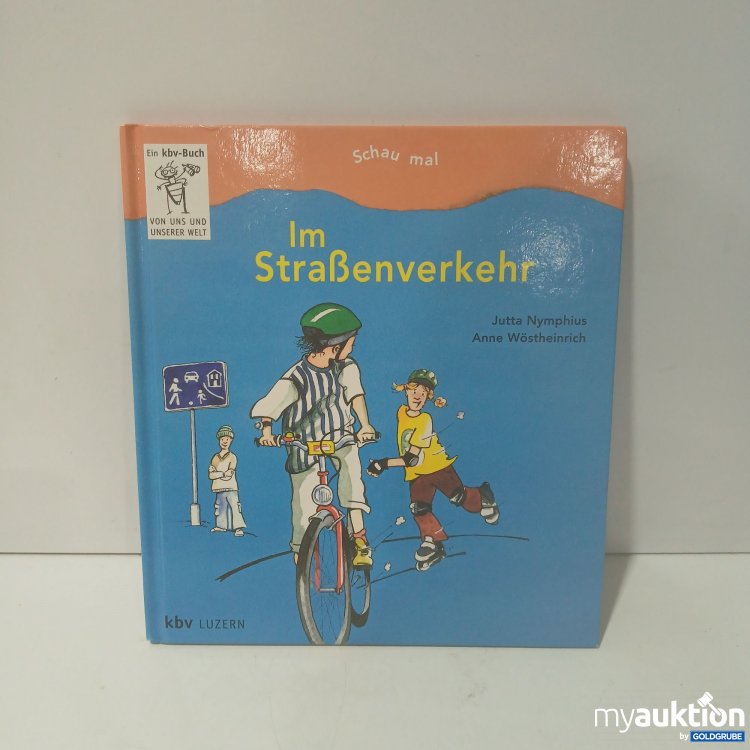 Ein kbv-Buch
VON UNS UND
UNSERER WELT
Schau mal
Im
Straßenverkehr
Jutta Nymphius
Anne Wöstheinrich
kbv LUZERN
myauktion
by GOLDGRUBE